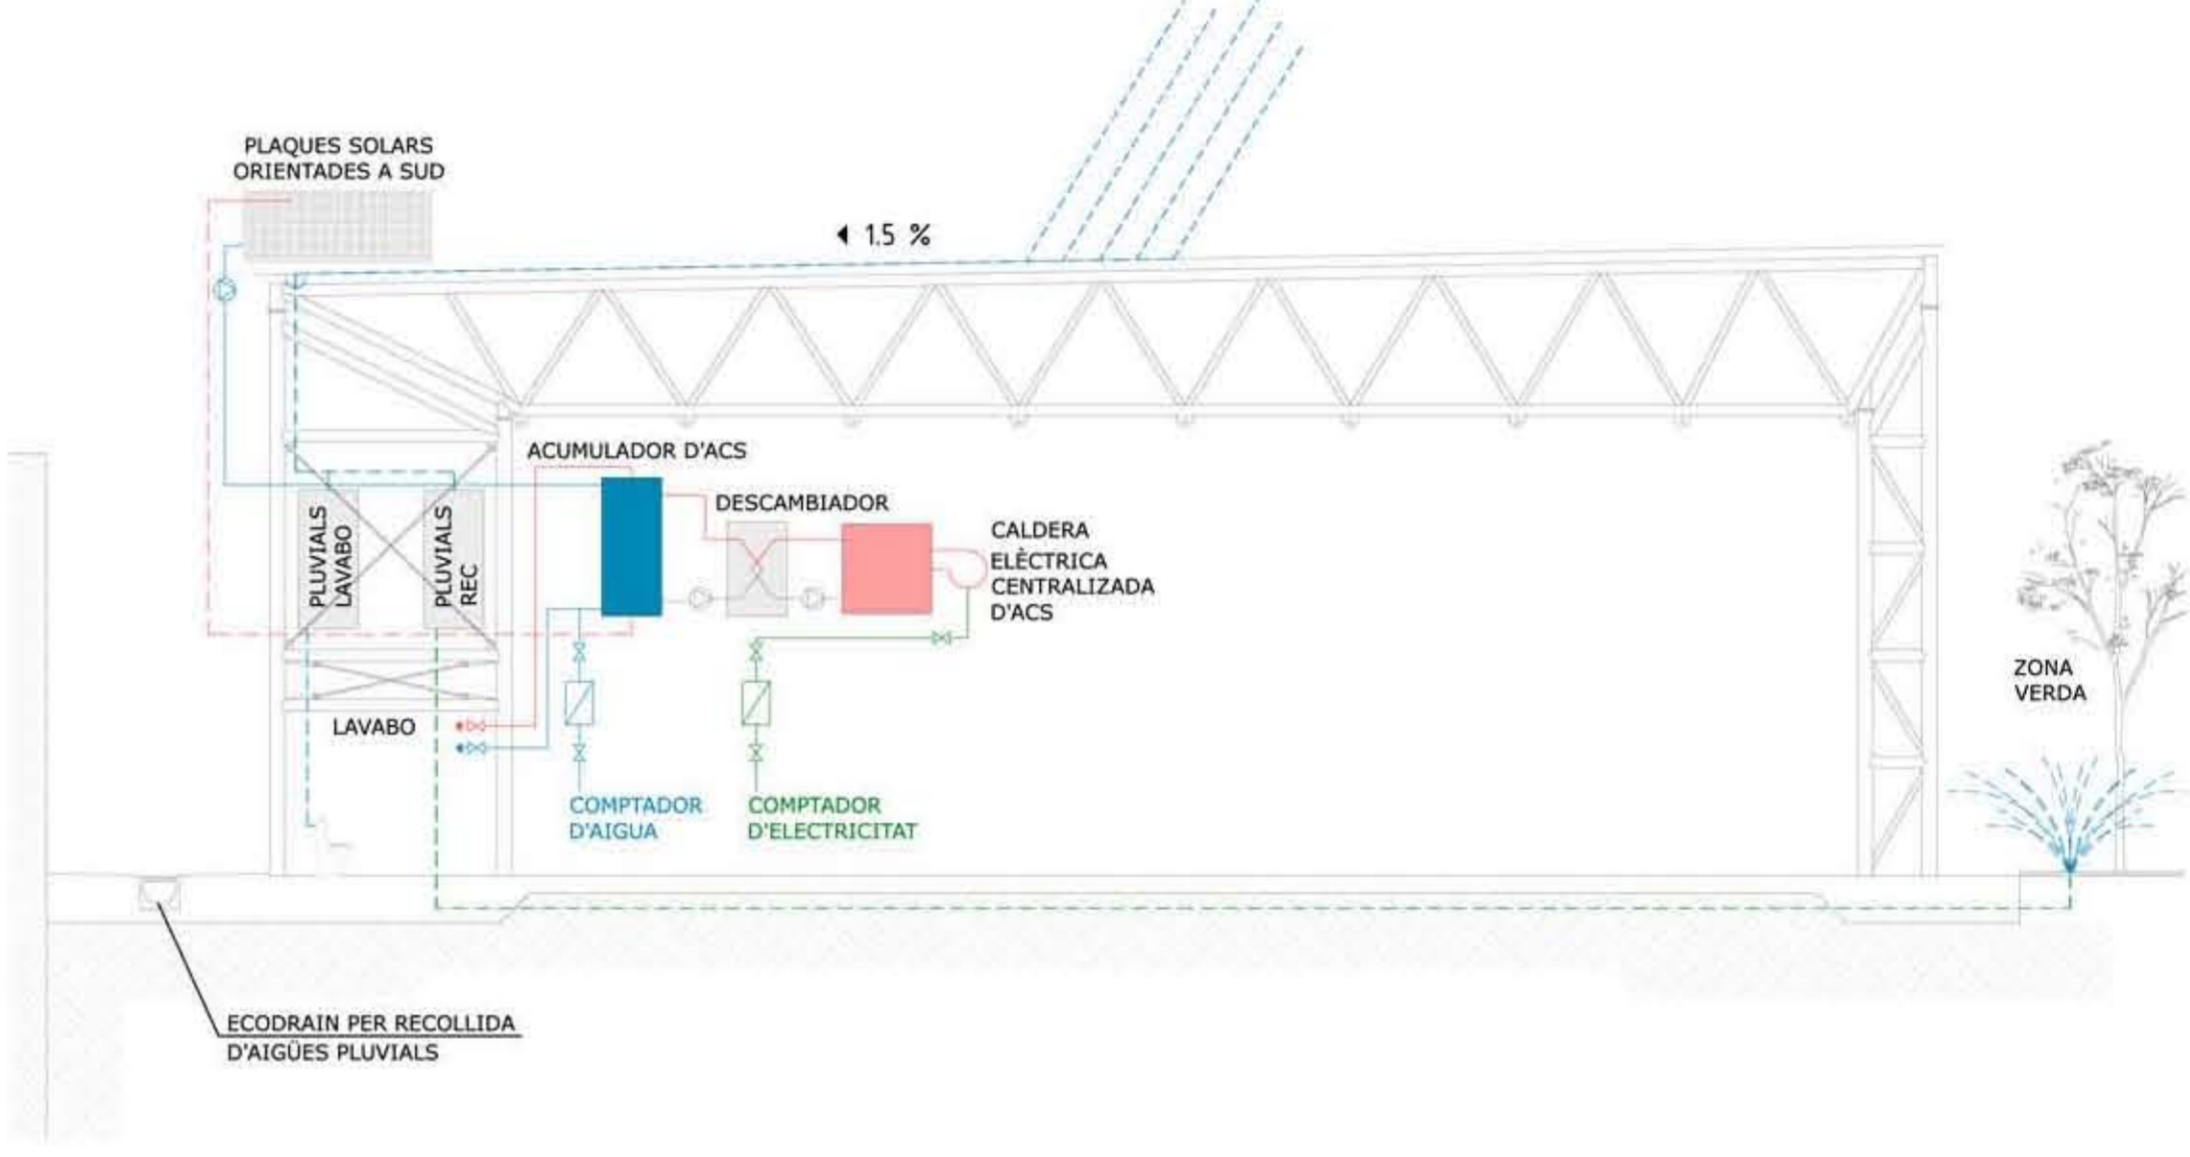 PLAQUES SOLARS
ORIENTADES A SUD
1.5 %
ACUMULADOR D'ACS
DESCAMBIADOR
CALDERA
ELÈCTRICA
CENTRALIZADA
D'ACS
PLUVIALS
LAVABO
PLUVIALS
REC
ZONA
VERDA
LAVABO
COMPTADOR
D'AIGUA
COMPTADOR
D'ELECTRICITAT
ECODRAIN PER RECOLLIDA
D'AIGÜES PLUVIALS